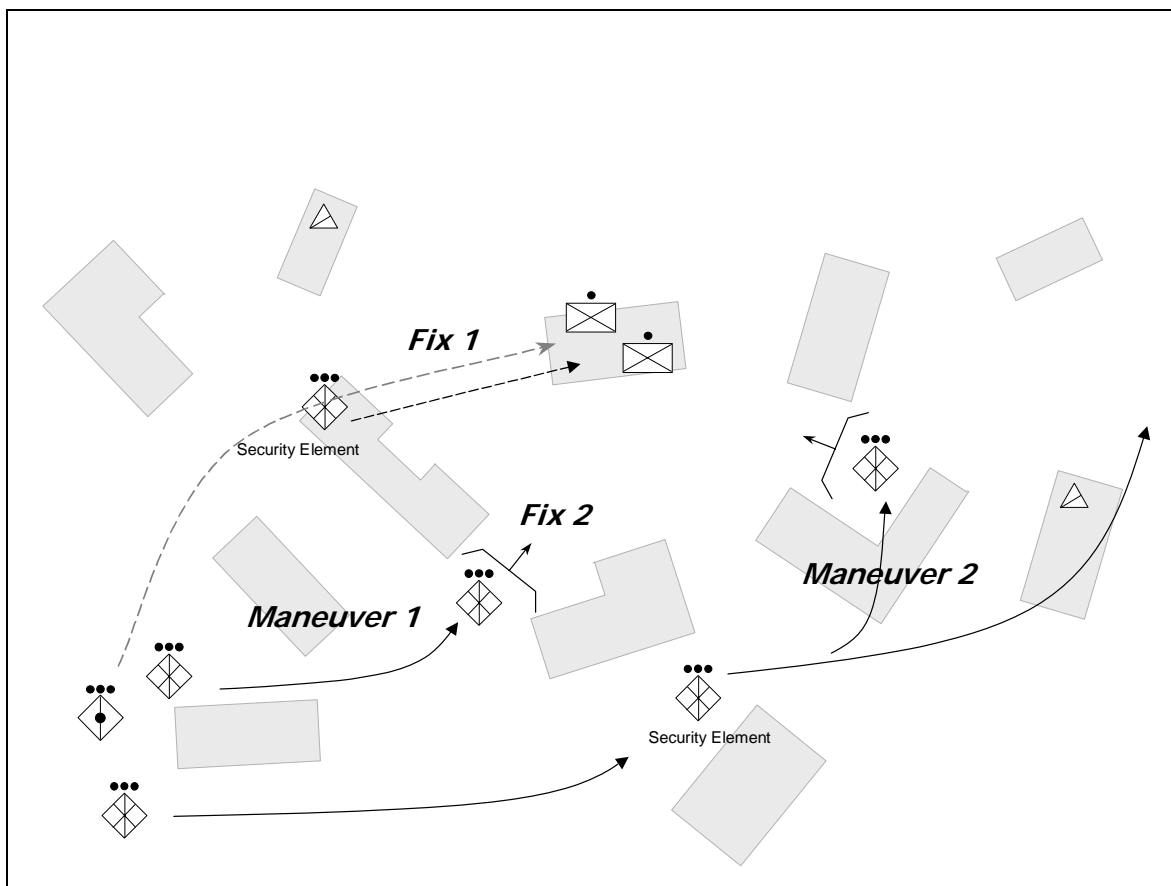 Fix 1
Security Element
Fix 2
Maneuver 1
Maneuver 2
Security Element